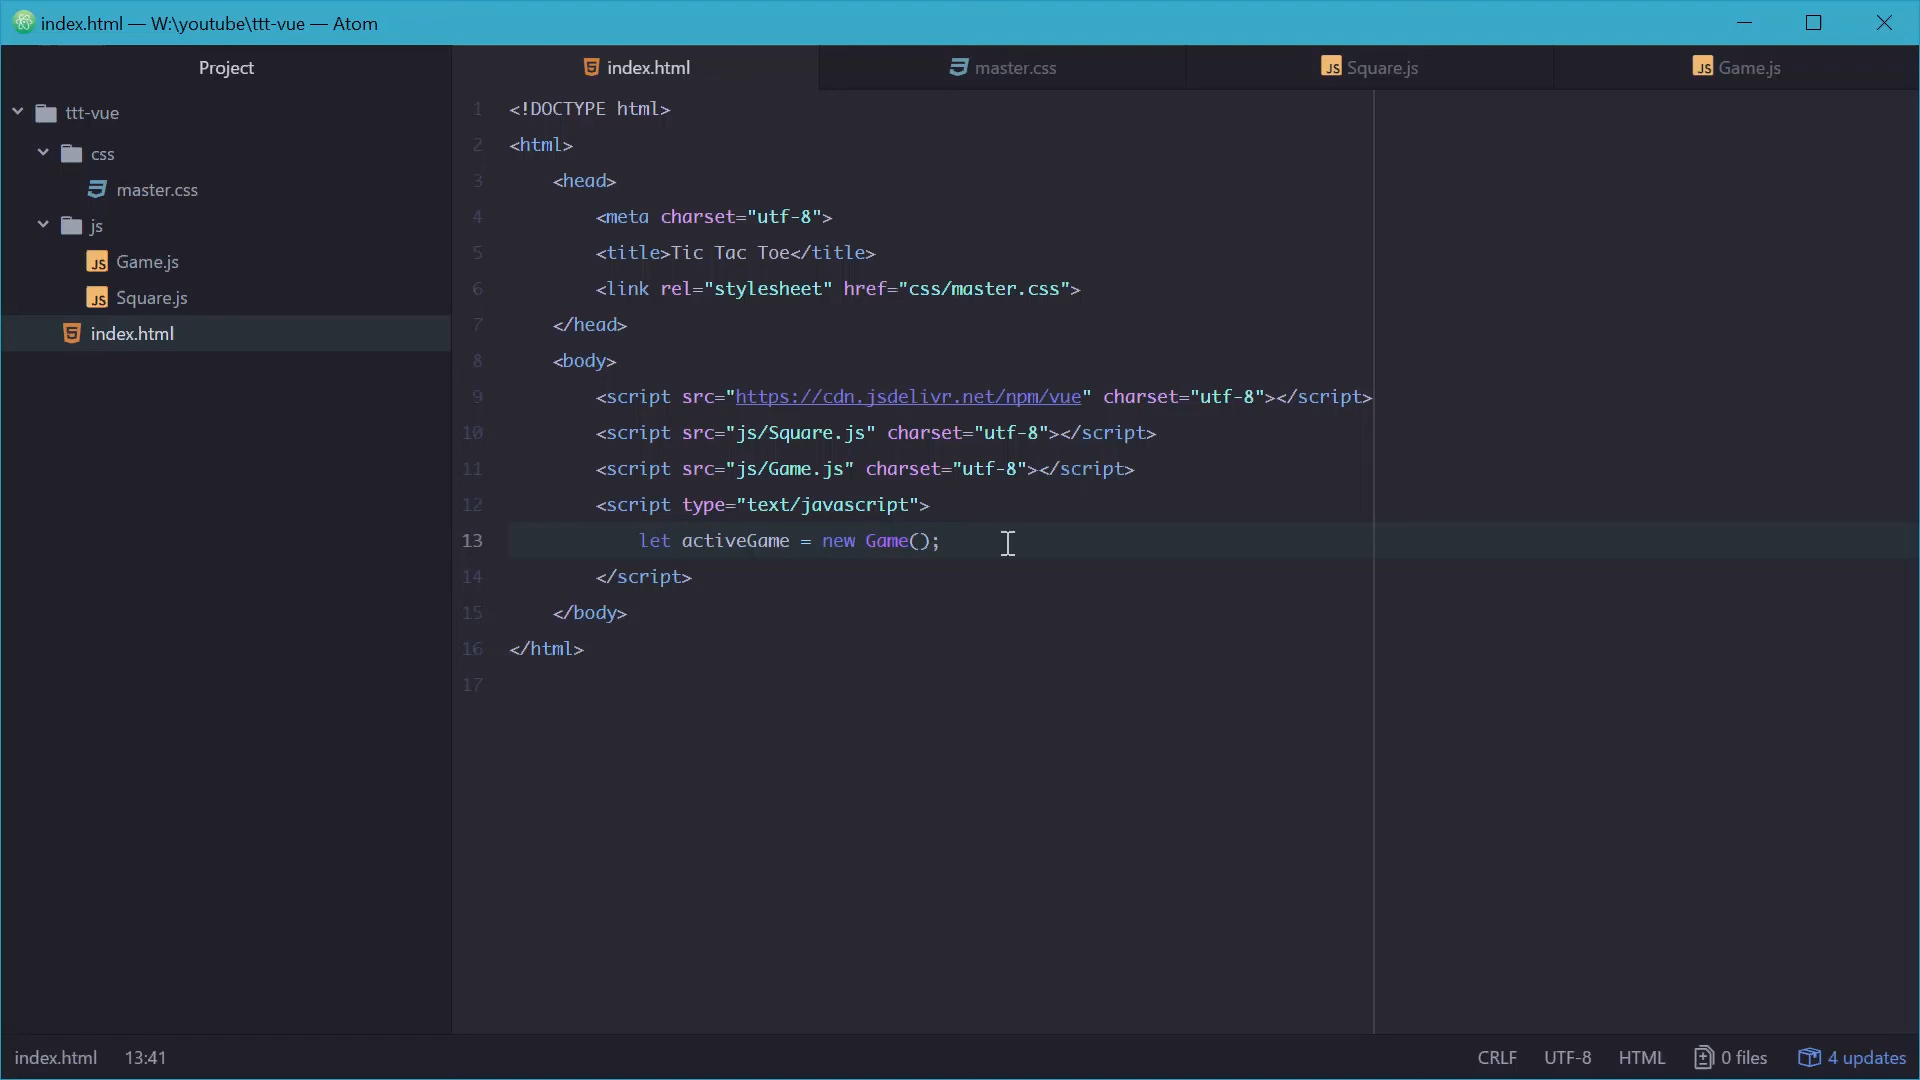 index.html — W:\youtube\ttt-vue — Atom
Project
ttt-vue
css
master.css
js
Game.js
Square.js
index.html
index.html
master.css
Square.js
Game.js
1 <!DOCTYPE html>
2 <html>
3 <head>
4 <meta charset="utf-8">
5 <title>Tic Tac Toe</title>
6 <link rel="stylesheet" href="css/master.css">
7 </head>
8 <body>
9 <script src="https://cdn.jsdelivr.net/npm/vue" charset="utf-8"></script>
10 <script src="js/Square.js" charset="utf-8"></script>
11 <script src="js/Game.js" charset="utf-8"></script>
12 <script type="text/javascript">
13 let activeGame = new Game();
14 </script>
15 </body>
16 </html>
17
index.html 13:41
CRLF UTF-8 HTML 0 files 4 updates